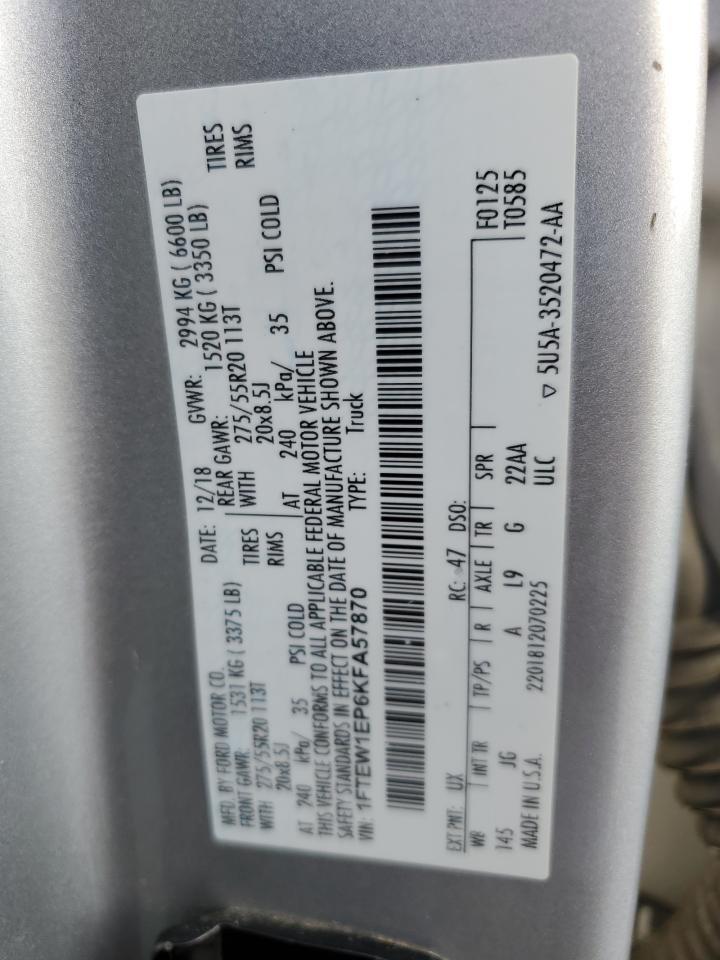 MFD. BY FORD MOTOR CO. DATE: 12/18 GVWR: 2994 KG ( 6600 LB)
FRONT GAWR: 1531 KG ( 3375 LB) REAR GAWR: 1520 KG ( 3350 LB)
WITH 275/55R20 113T TIRES WITH 275/55R20 113T TIRES
20x8.5J RIMS 20x8.5J RIMS
AT 240 kPa/ 35 PSI COLD AT 240 kPa/ 35 PSI COLD
THIS VEHICLE CONFORMS TO ALL APPLICABLE FEDERAL MOTOR VEHICLE
SAFETY STANDARDS IN EFFECT ON THE DATE OF MANUFACTURE SHOWN ABOVE.
VIN: 1FTEW1EP6KFA57870 TYPE: Truck
EXT PNT: UX RC: 47 DSO: F0125
WB INT TR TP/PS R AXLE TR SPR T0585
145 JG A L9 G 22AA
MADE IN U.S.A. 2201812070225 ULC ▽ 5U5A-3520472-AA